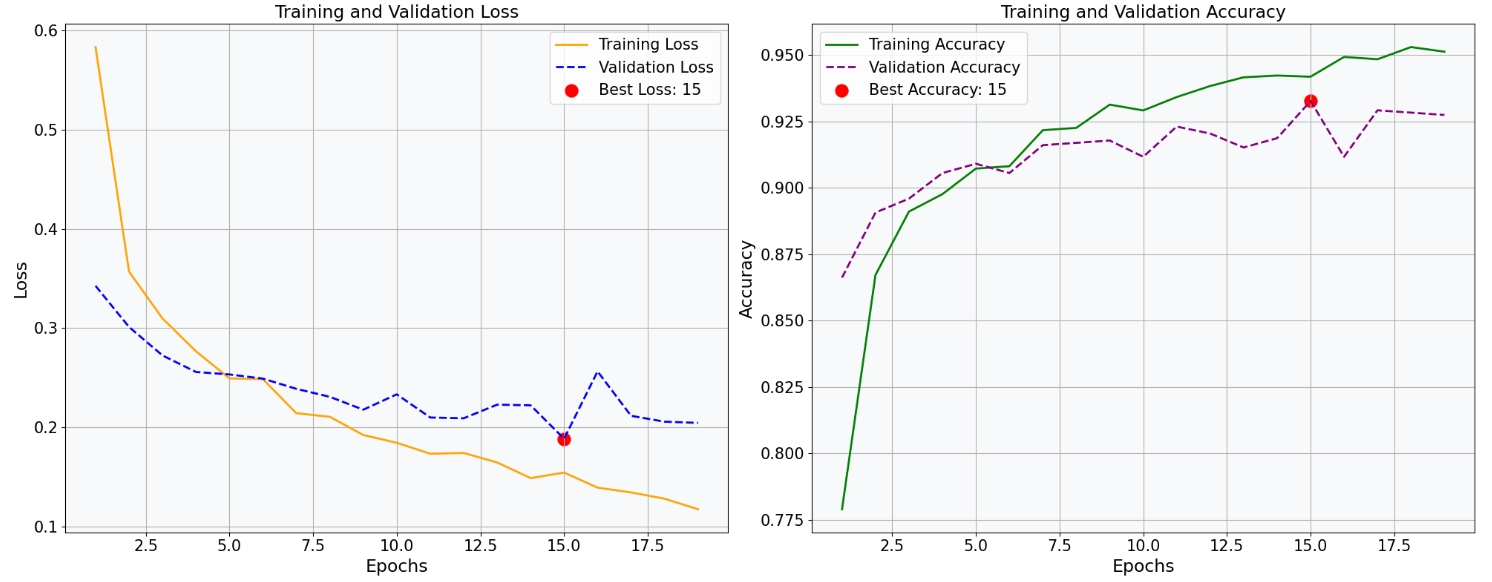 Training and Validation Loss
0.6
0.5
0.4
0.3
0.2
0.1
Loss
Training Loss
Validation Loss
Best Loss: 15
2.5 5.0 7.5 10.0 12.5 15.0 17.5
Epochs
Training and Validation Accuracy
0.950
0.925
0.900
0.875
0.850
0.825
0.800
0.775
Accuracy
Training Accuracy
Validation Accuracy
Best Accuracy: 15
2.5 5.0 7.5 10.0 12.5 15.0 17.5
Epochs